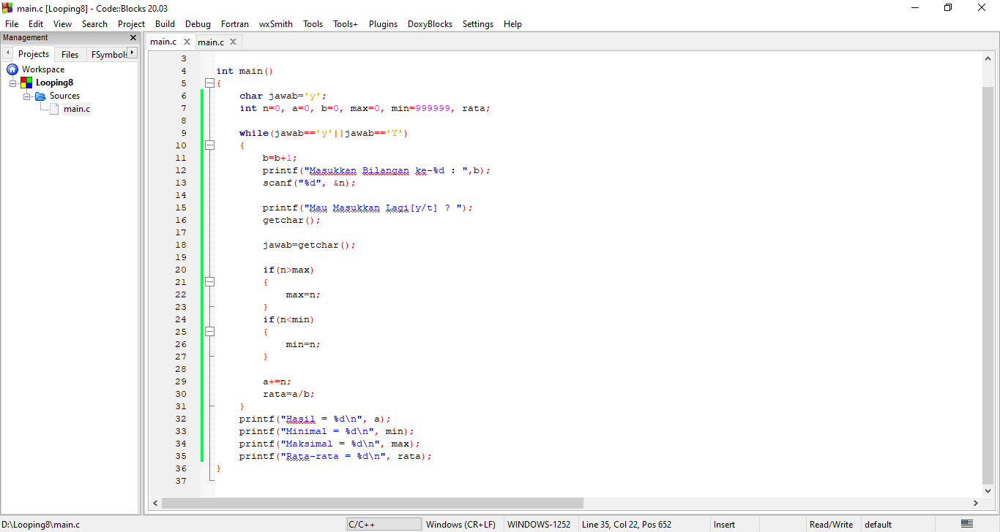 main.c [Looping8] - Code::Blocks 20.03
File Edit View Search Project Build Debug Fortran wxSmith Tools Tools+ Plugins DoxyBlocks Settings Help
Management
main.c main.c
Projects Files FSymbols
Workspace
Looping8
Sources
main.c
3
4 int main()
5 {
6 char jawab='y';
7 int n=0, a=0, b=0, max=0, min=999999, rata;
8
9 while(jawab=='y'||jawab=='Y')
10 {
11 b=b+1;
12 printf("Masukkan Bilangan ke-%d : ",b);
13 scanf("%d", &n);
14
15 printf("Mau Masukkan Lagi[y/t] ? ");
16 getchar();
17
18 jawab=getchar();
19
20 if(n>max)
21 {
22 max=n;
23 }
24 if(n<min)
25 {
26 min=n;
27 }
28
29 a+=n;
30 rata=a/b;
31 }
32 printf("Hasil = %d\n", a);
33 printf("Minimal = %d\n", min);
34 printf("Maksimal = %d\n", max);
35 printf("Rata-rata = %d\n", rata);
36 }
37
D:\Looping8\main.c C/C++ Windows (CR+LF) WINDOWS-1252 Line 35, Col 22, Pos 652 Insert Read/Write default